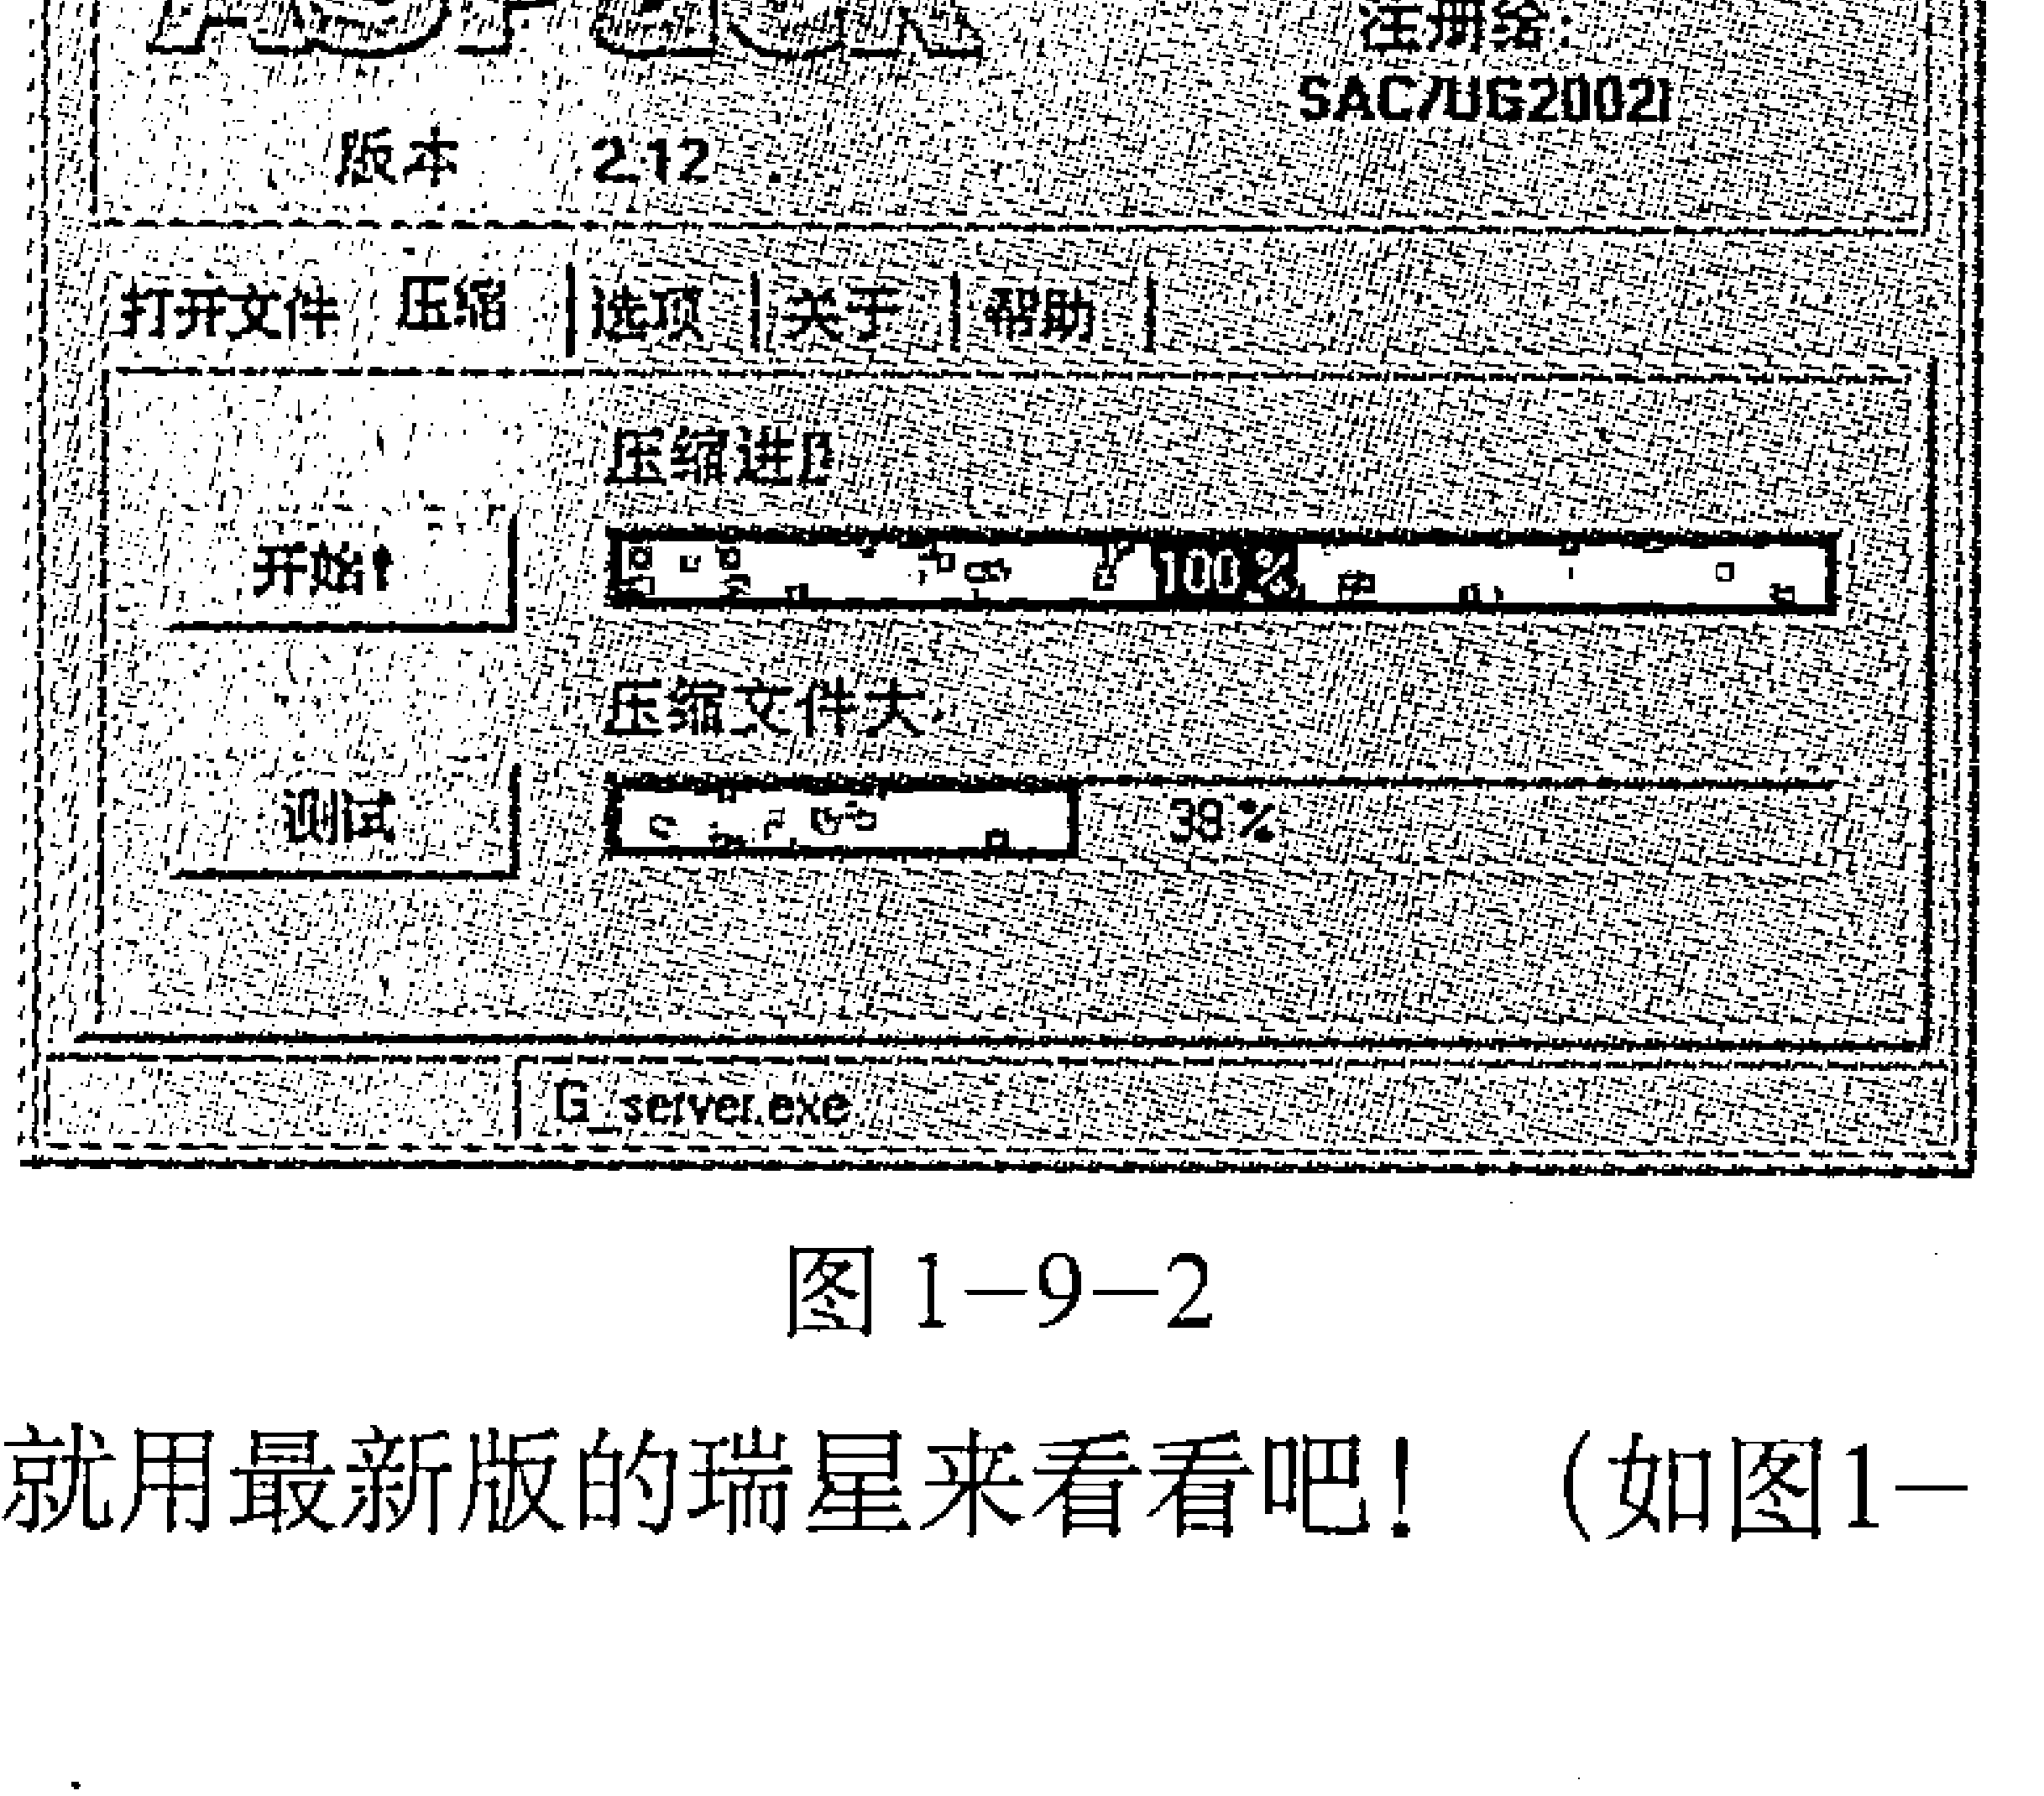 注册给:
SAC/UG2002!
版本 2.12
打开文件 压缩 选项 关于 帮助
压缩进
开始!
100%
压缩文件大
测试
38%
G_server.exe
图 1-9-2
就用最新版的瑞星来看看吧！（如图1-